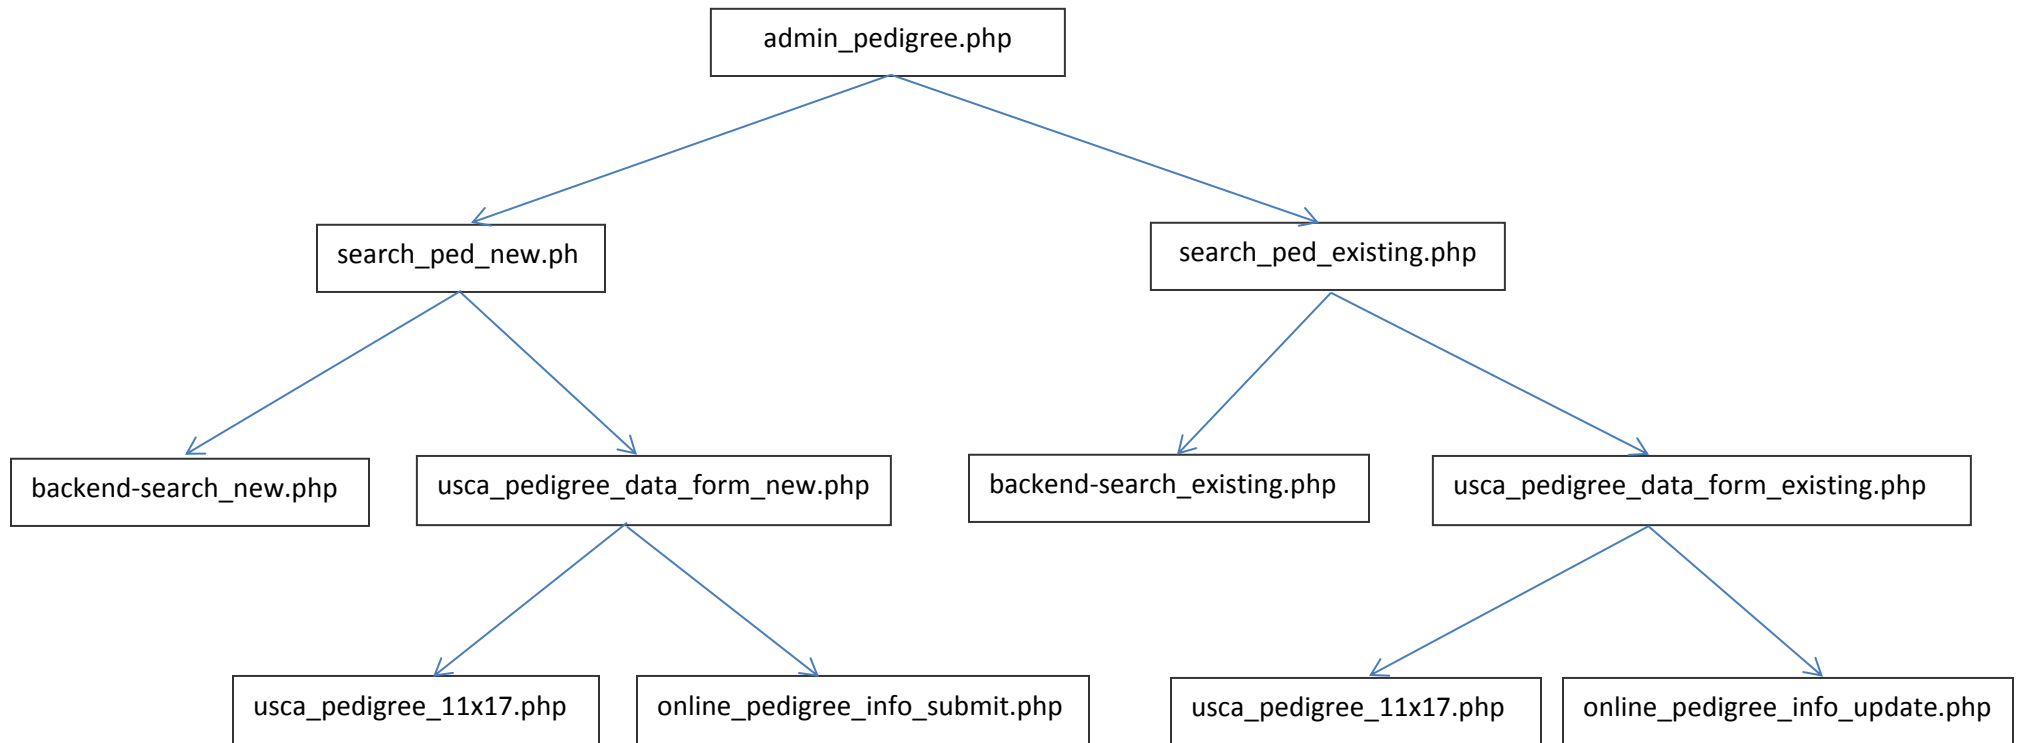 admin_pedigree.php
search_ped_new.ph
search_ped_existing.php
backend-search_new.php
usca_pedigree_data_form_new.php
backend-search_existing.php
usca_pedigree_data_form_existing.php
usca_pedigree_11x17.php
online_pedigree_info_submit.php
usca_pedigree_11x17.php
online_pedigree_info_update.php